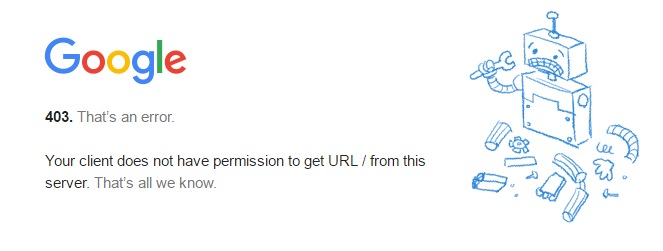 Google
403. That’s an error.
Your client does not have permission to get URL / from this
server. That’s all we know.